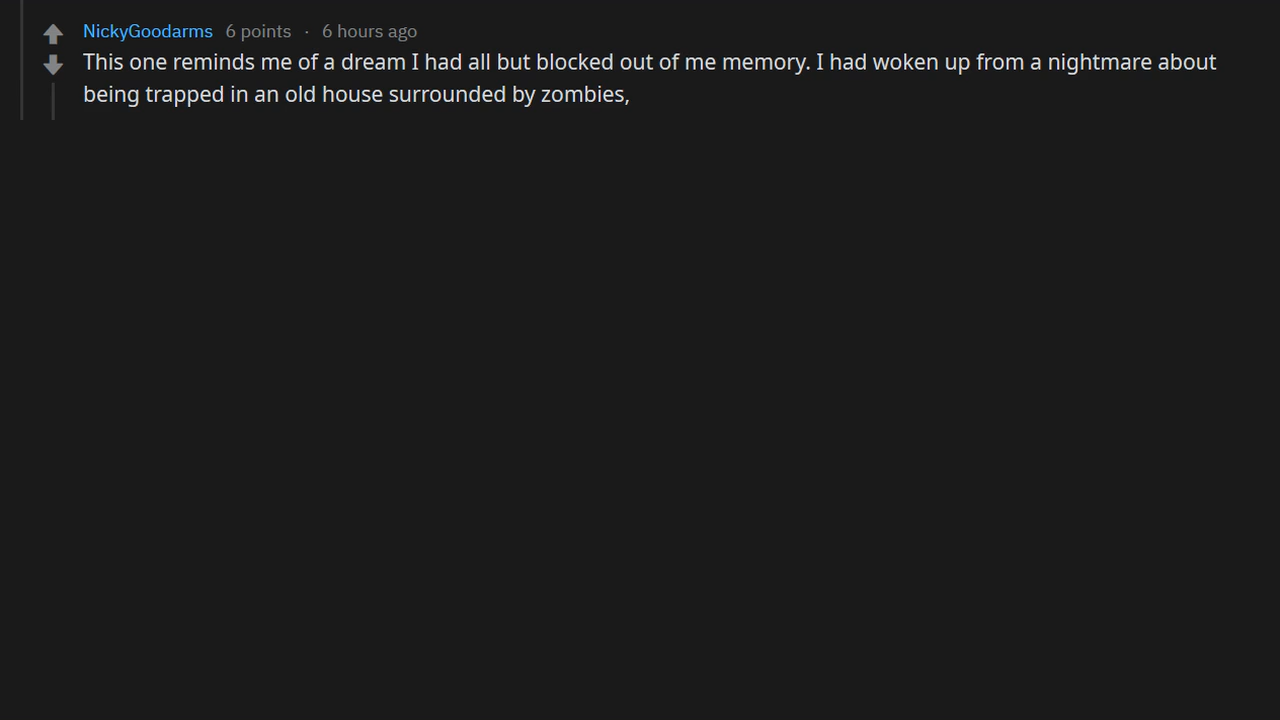 NickyGoodarms 6 points · 6 hours ago
This one reminds me of a dream I had all but blocked out of me memory. I had woken up from a nightmare about
being trapped in an old house surrounded by zombies,